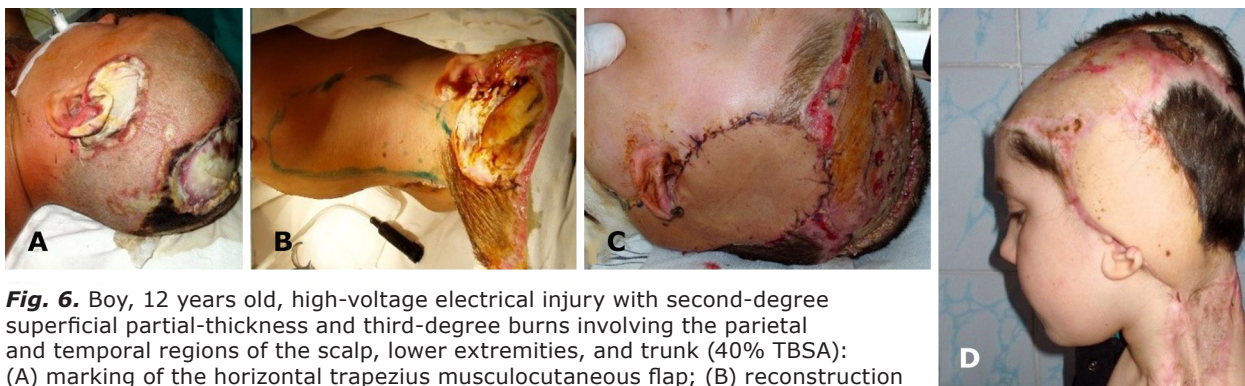 A
B
C
D
Fig. 6. Boy, 12 years old, high-voltage electrical injury with second-degree
superficial partial-thickness and third-degree burns involving the parietal
and temporal regions of the scalp, lower extremities, and trunk (40% TBSA):
(A) marking of the horizontal trapezius musculocutaneous flap; (B) reconstruction